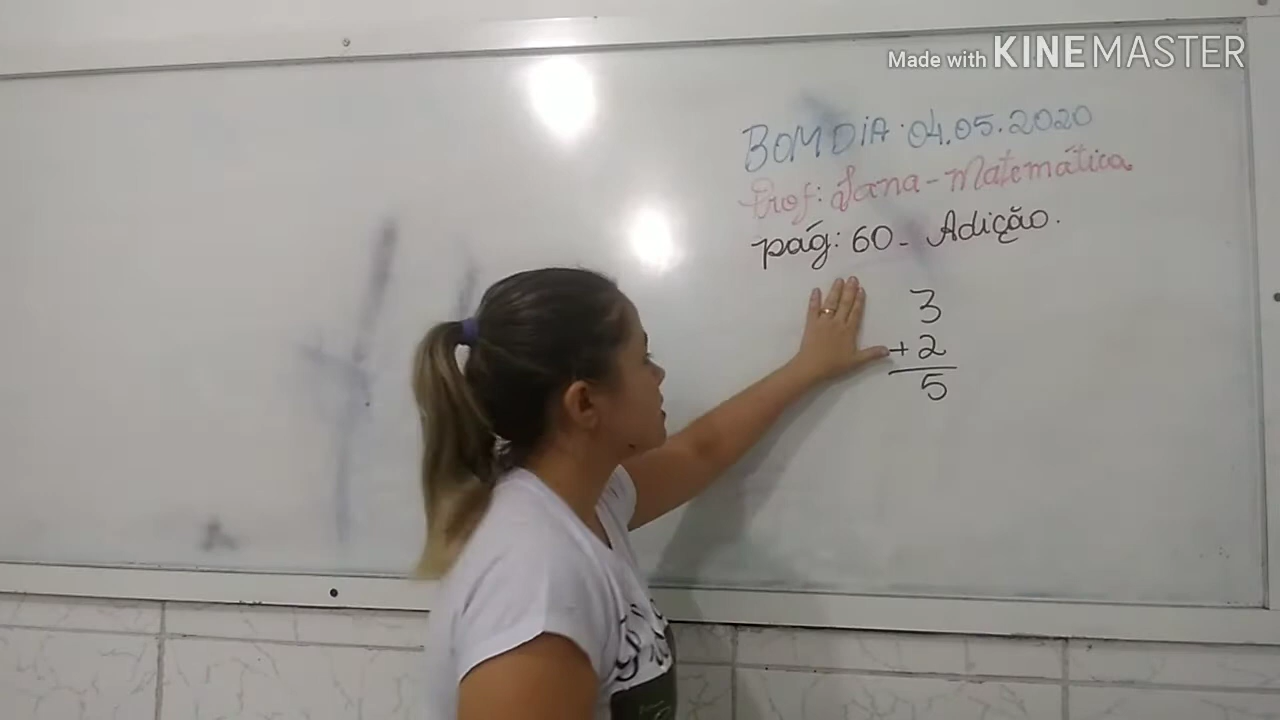 Made with KINEMASTER
BOM DIA · 04.05.2020
Prof: Jana - Matemática
pág: 60 - Adição.
3
+ 2
5